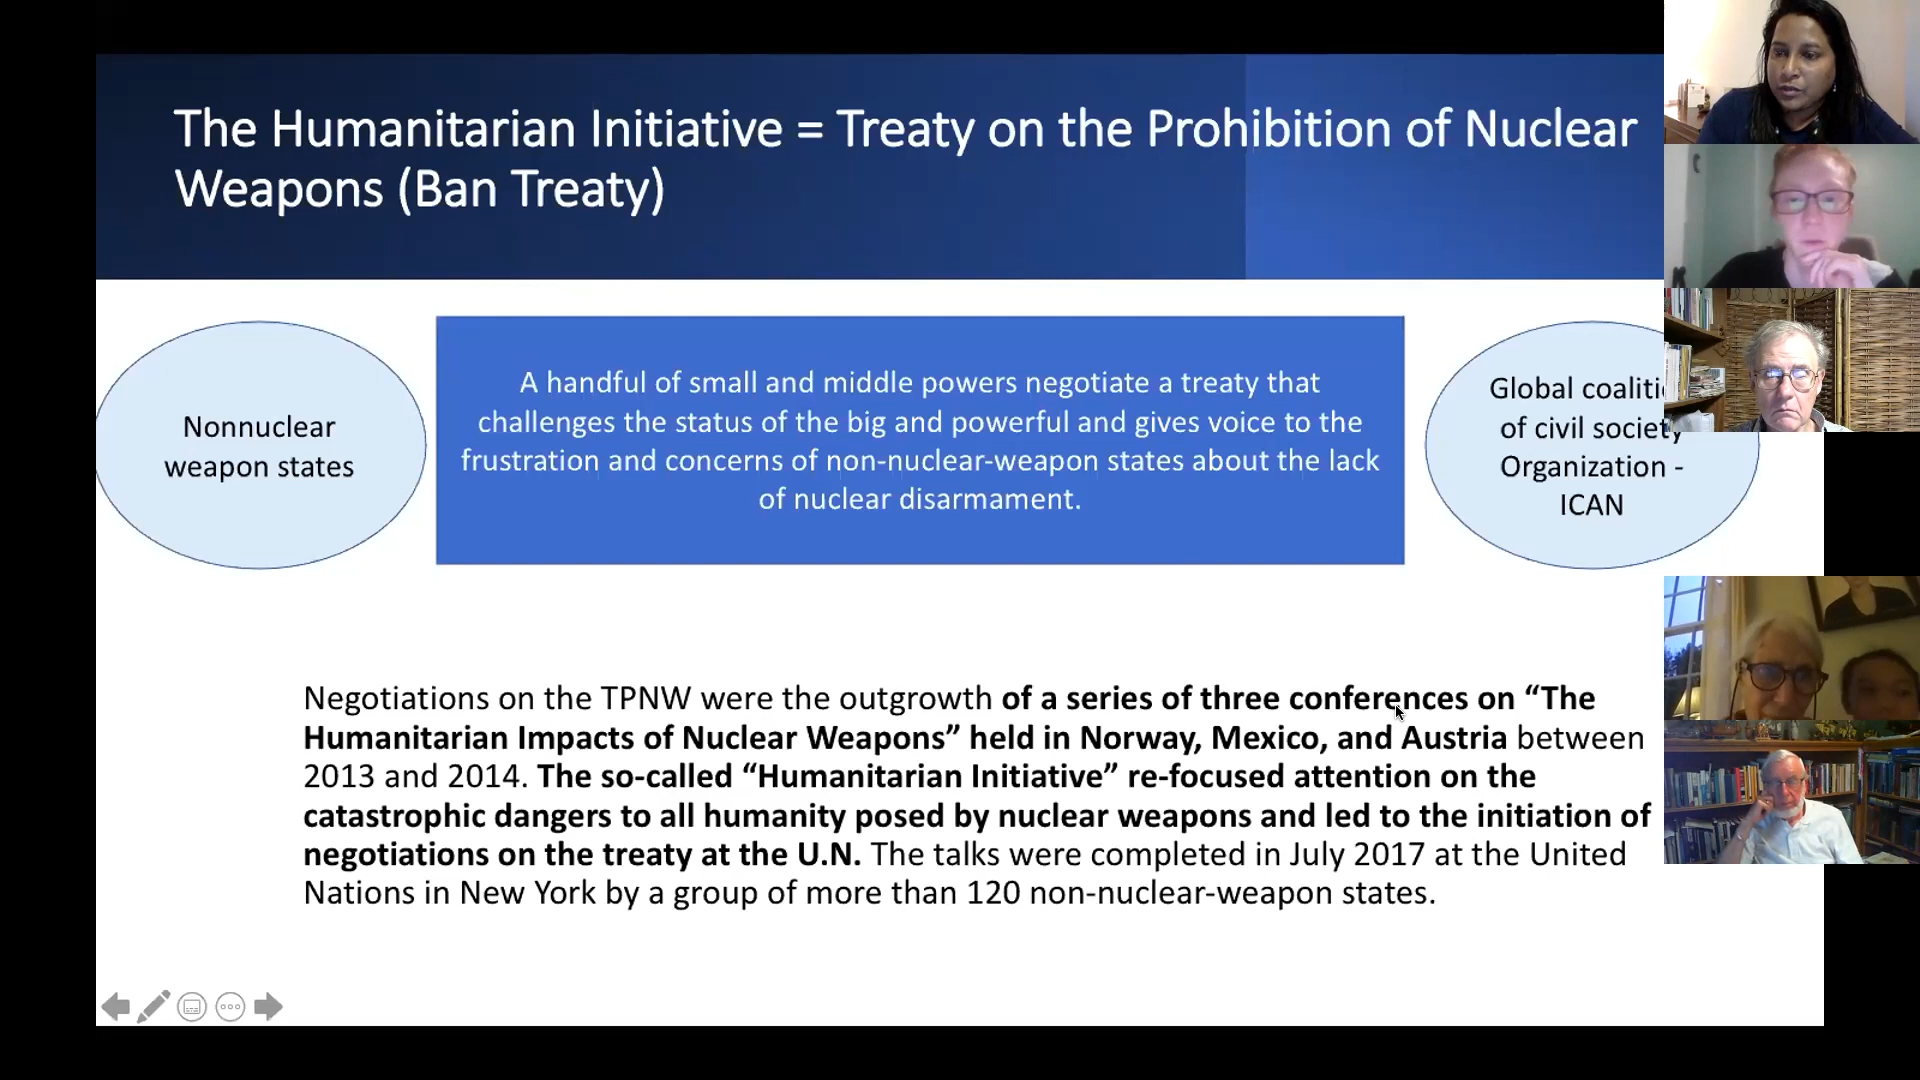 The Humanitarian Initiative = Treaty on the Prohibition of Nuclear
Weapons (Ban Treaty)
Nonnuclear
weapon states
A handful of small and middle powers negotiate a treaty that
challenges the status of the big and powerful and gives voice to the
frustration and concerns of non-nuclear-weapon states about the lack
of nuclear disarmament.
Global
of civil society
Organization -
ICAN
Negotiations on the TPNW were the outgrowth of a series of three conferences on “The
Humanitarian Impacts of Nuclear Weapons” held in Norway, Mexico, and Austria between
2013 and 2014. The so-called “Humanitarian Initiative” re-focused attention on the
catastrophic dangers to all humanity posed by nuclear weapons and led to the initiation of
negotiations on the treaty at the U.N. The talks were completed in July 2017 at the United
Nations in New York by a group of more than 120 non-nuclear-weapon states.